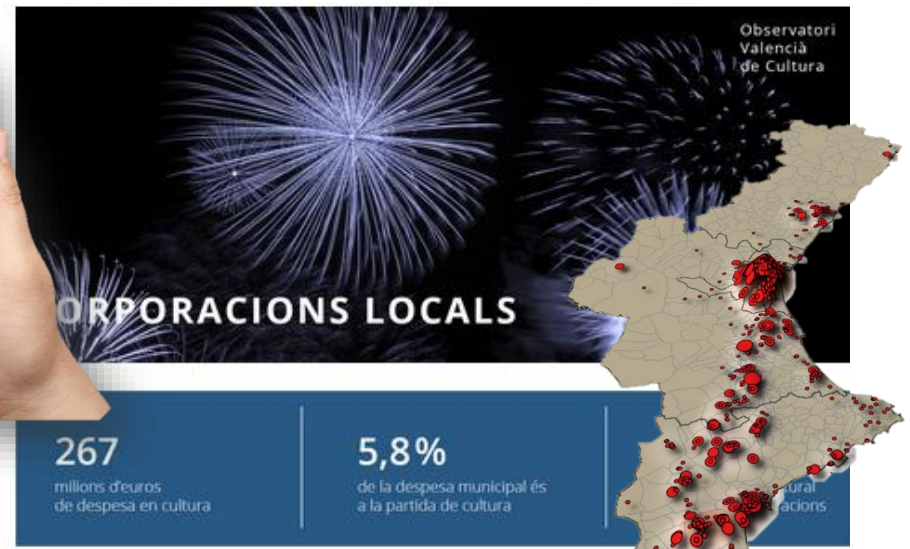 Observatori
Valencià
de Cultura
ORPORACIONS LOCALS
267
milions d'euros
de despesa en cultura
5,8%
de la despesa municipal és
a la partida de cultura